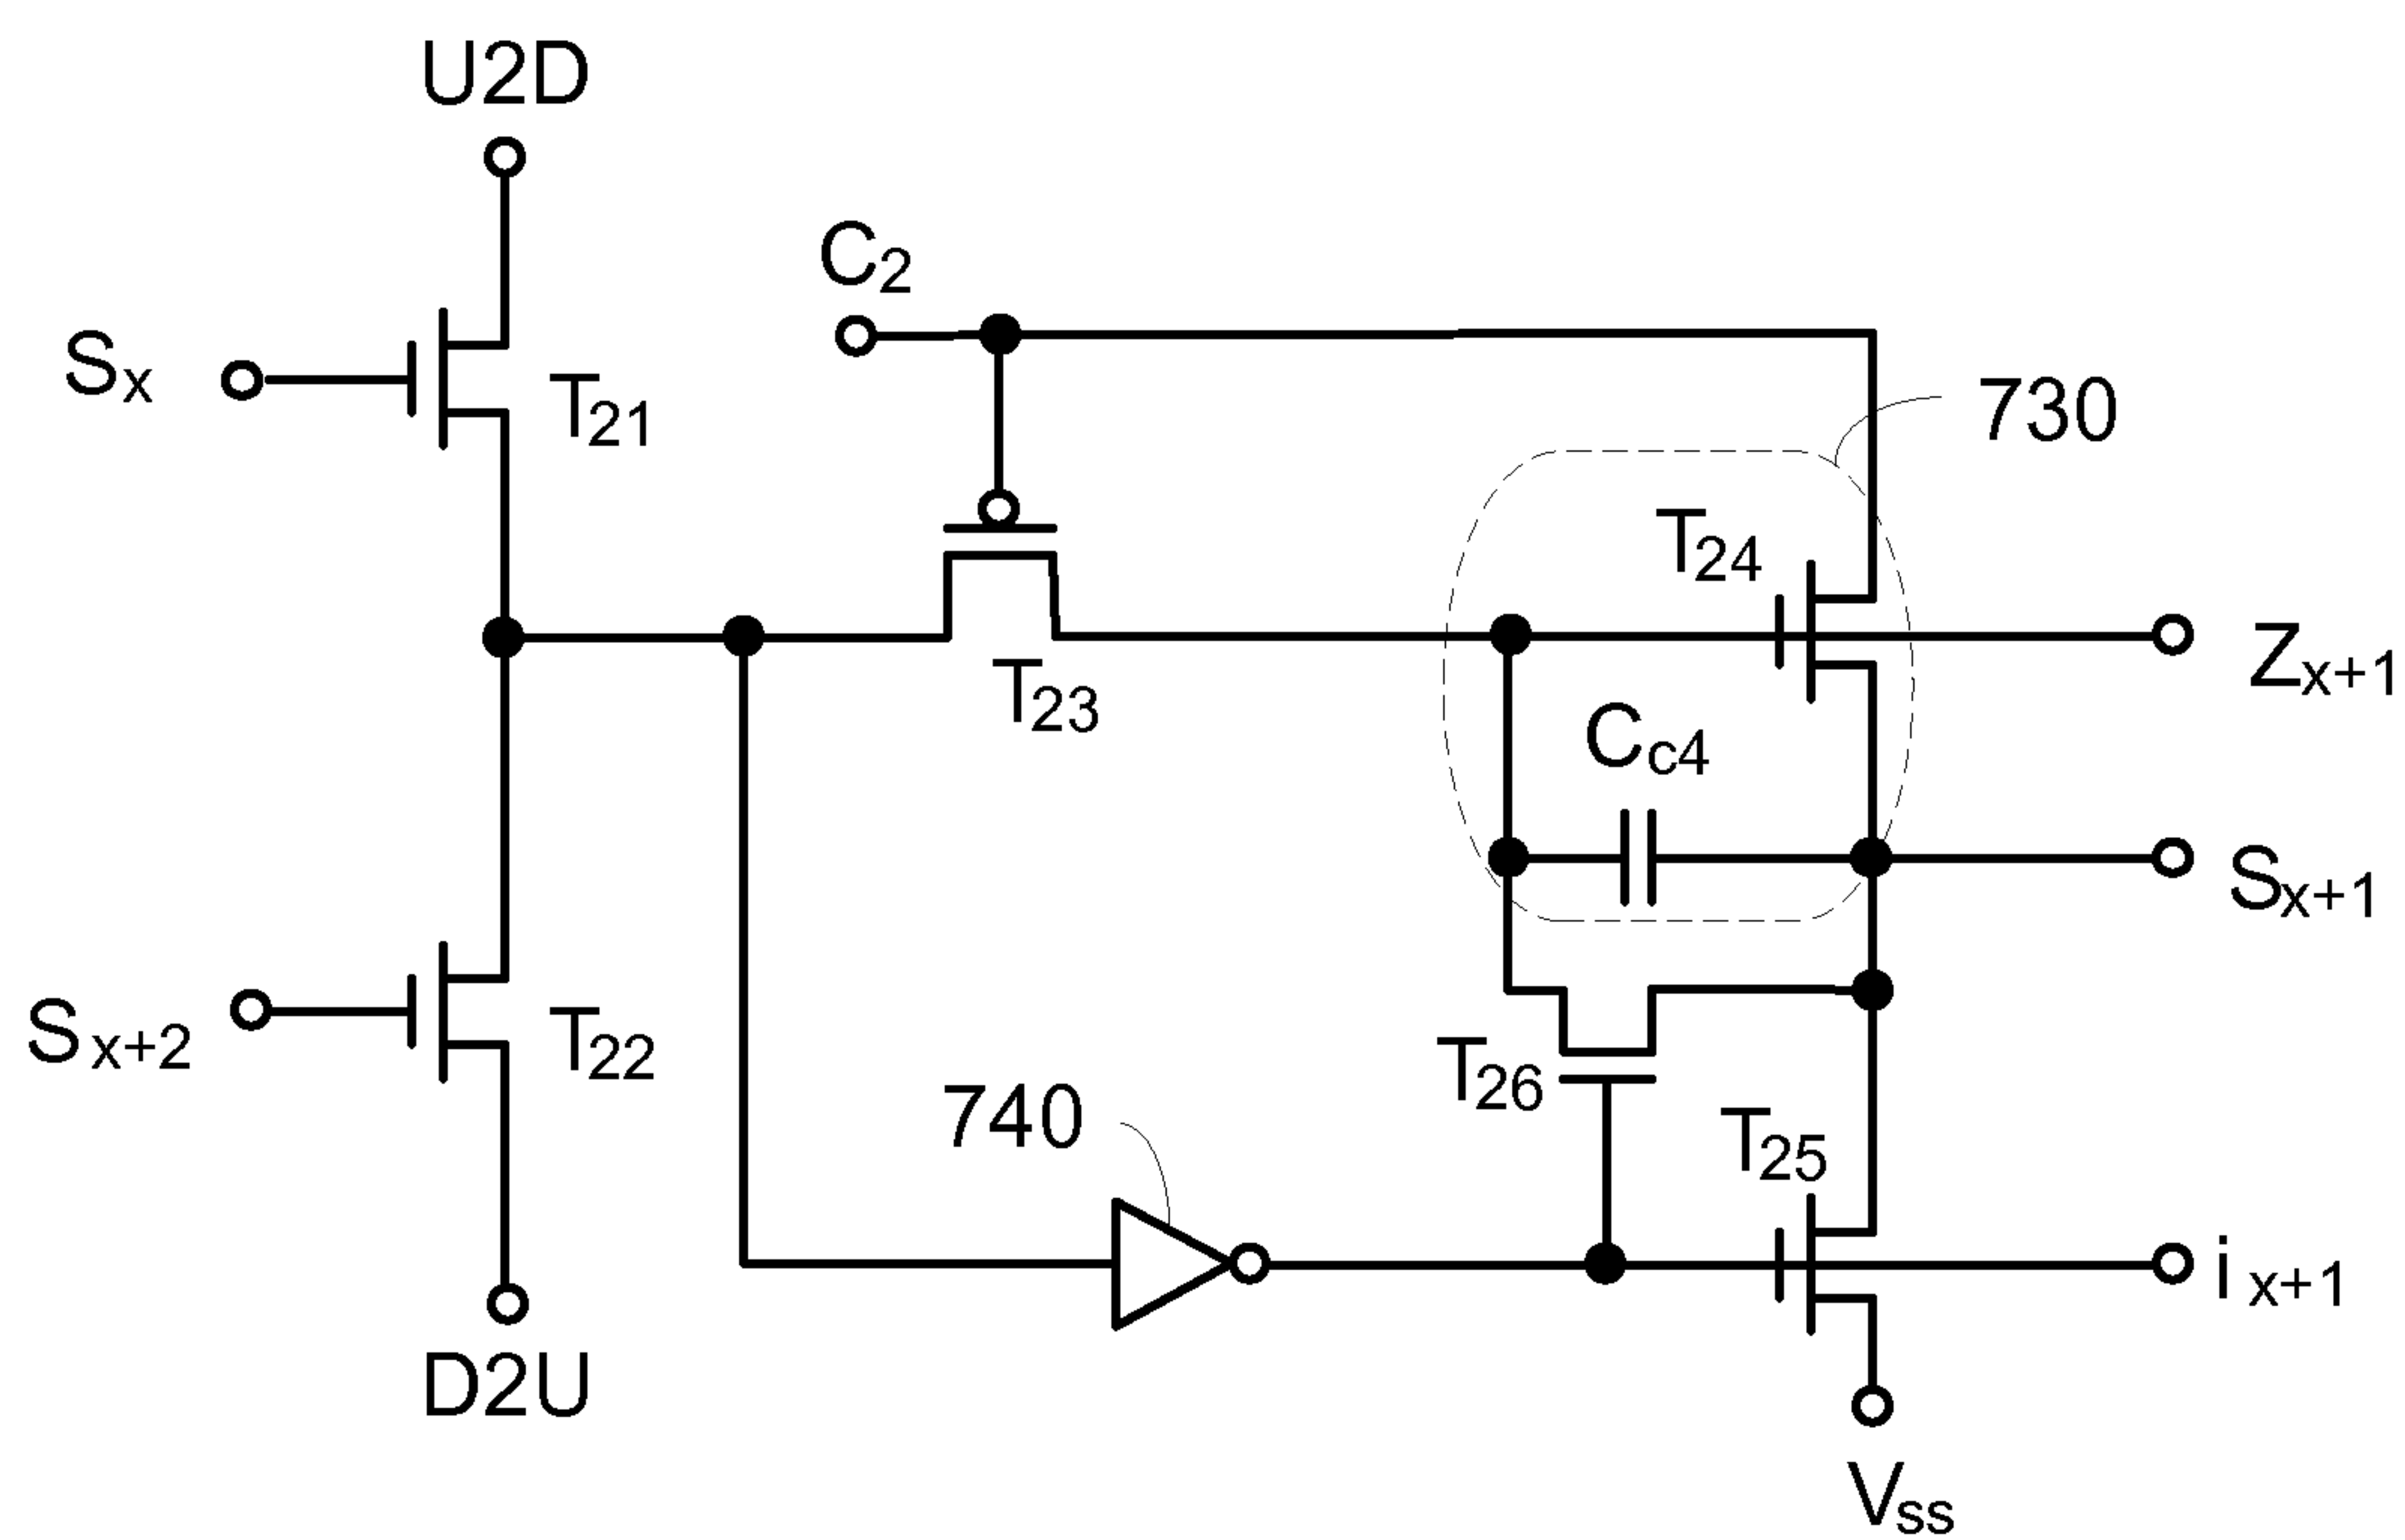 U2D
C2
Sx
T21
730
T24
Zx+1
T23
Cc4
Sx+1
Sx+2
T22
T26
740
T25
ix+1
D2U
Vss